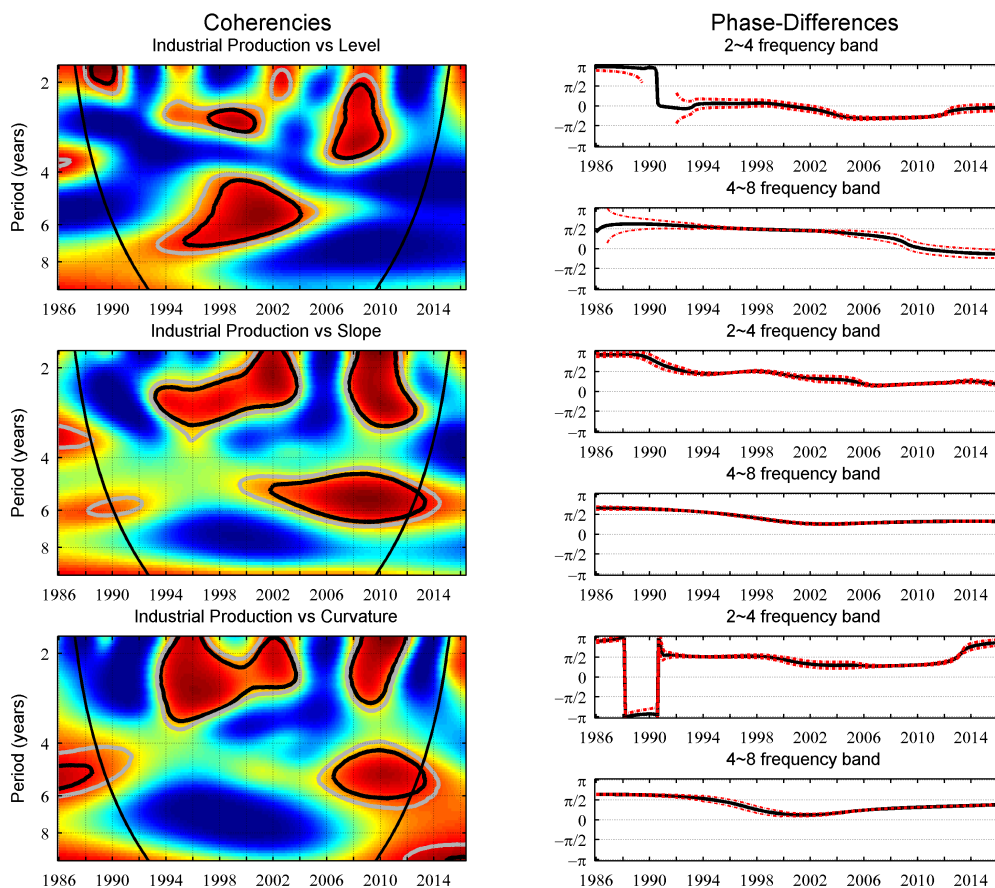 Coherencies
Industrial Production vs Level
Period (years)
2
4
6
8
1986 1990 1994 1998 2002 2006 2010 2014
Industrial Production vs Slope
2
4
6
8
1986 1990 1994 1998 2002 2006 2010 2014
Industrial Production vs Curvature
Period (years)
2
4
6
8
1986 1990 1994 1998 2002 2006 2010 2014
Phase-Differences
2~4 frequency band
π
π/2
0
−π/2
−π
1986 1990 1994 1998 2002 2006 2010 2014
4~8 frequency band
π
π/2
0
−π/2
−π
1986 1990 1994 1998 2002 2006 2010 2014
2~4 frequency band
π
π/2
0
−π/2
−π
1986 1990 1994 1998 2002 2006 2010 2014
4~8 frequency band
π
π/2
0
−π/2
−π
1986 1990 1994 1998 2002 2006 2010 2014
2~4 frequency band
π
π/2
0
−π/2
−π
1986 1990 1994 1998 2002 2006 2010 2014
4~8 frequency band
π
π/2
0
−π/2
−π
1986 1990 1994 1998 2002 2006 2010 2014